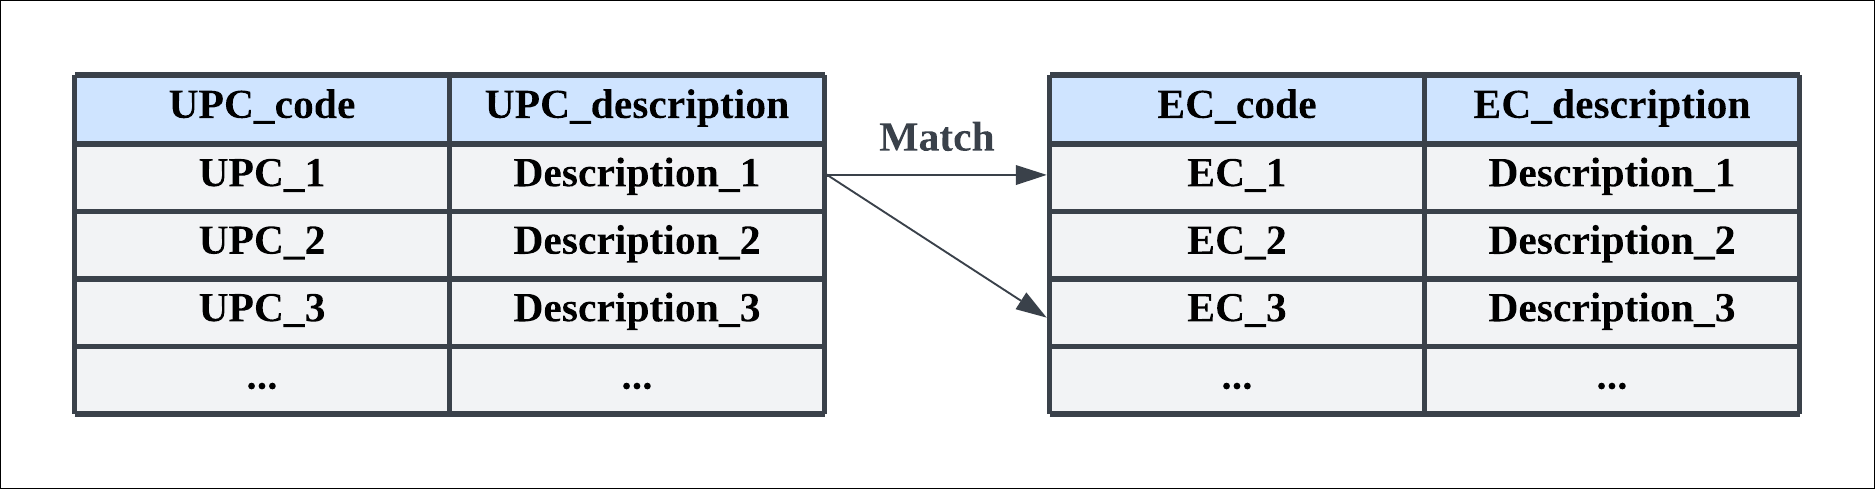 UPC_code UPC_description
UPC_1 Description_1
UPC_2 Description_2
UPC_3 Description_3
... ...
Match
EC_code EC_description
EC_1 Description_1
EC_2 Description_2
EC_3 Description_3
... ...